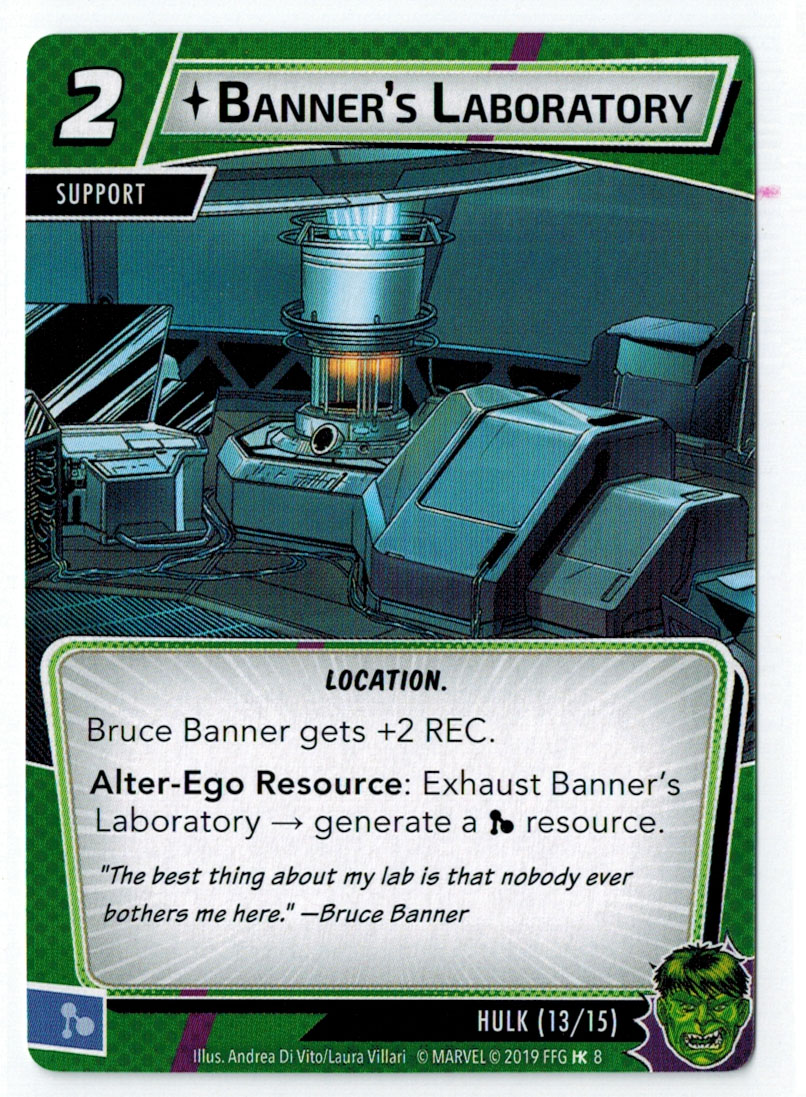 2
BANNER'S LABORATORY
SUPPORT
LOCATION.
Bruce Banner gets +2 REC.
Alter-Ego Resource: Exhaust Banner's
Laboratory → generate a resource.
"The best thing about my lab is that nobody ever
bothers me here." —Bruce Banner
HULK (13/15)
Illus. Andrea Di Vito/Laura Villari © MARVEL © 2019 FFG HK 8